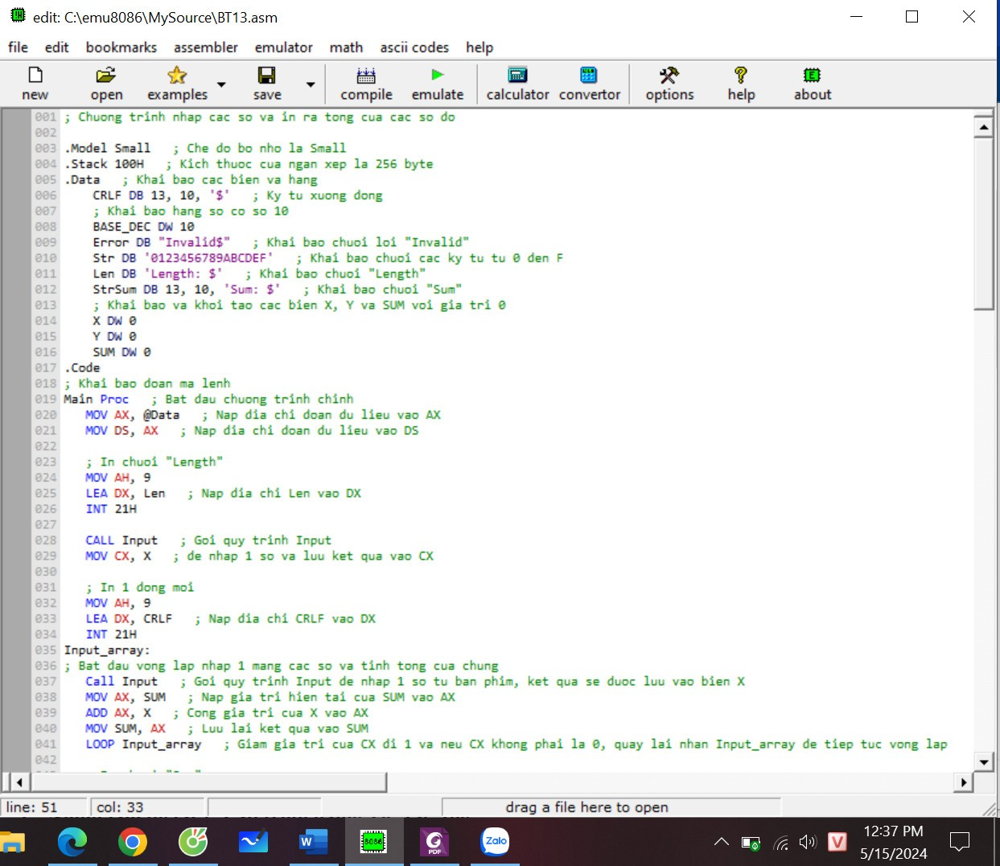 edit: C:\emu8086\MySource\BT13.asm
file edit bookmarks assembler emulator math ascii codes help
new open examples save compile emulate calculator convertor options help about
001 ; Chuong trinh nhap cac so va in ra tong cua cac so do
002
003 .Model Small ; Che do bo nho la Small
004 .Stack 100H ; Kich thuoc cua ngan xep la 256 byte
005 .Data ; Khai bao cac bien va hang
006 CRLF DB 13, 10, '$' ; Ky tu xuong dong
007 ; Khai bao hang so co so 10
008 BASE_DEC DW 10
009 Error DB "Invalid$" ; Khai bao chuoi loi "Invalid"
010 Str DB '0123456789ABCDEF' ; Khai bao chuoi cac ky tu tu 0 den F
011 Len DB 'Length: $' ; Khai bao chuoi "Length"
012 StrSum DB 13, 10, 'Sum: $' ; Khai bao chuoi "Sum"
013 ; Khai bao va khoi tao cac bien X, Y va SUM voi gia tri 0
014 X DW 0
015 Y DW 0
016 SUM DW 0
017 .Code
018 ; Khai bao doan ma lenh
019 Main Proc ; Bat dau chuong trinh chinh
020 MOV AX, @Data ; Nap dia chi doan du lieu vao AX
021 MOV DS, AX ; Nap dia chi doan du lieu vao DS
022
023 ; In chuoi "Length"
024 MOV AH, 9
025 LEA DX, Len ; Nap dia chi Len vao DX
026 INT 21H
027
028 CALL Input ; Goi quy trinh Input
029 MOV CX, X ; de nhap 1 so va luu ket qua vao CX
030
031 ; In 1 dong moi
032 MOV AH, 9
033 LEA DX, CRLF ; Nap dia chi CRLF vao DX
034 INT 21H
035 Input_array:
036 ; Bat dau vong lap nhap 1 mang cac so va tinh tong cua chung
037 Call Input ; Goi quy trinh Input de nhap 1 so tu ban phim, ket qua se duoc luu vao bien X
038 MOV AX, SUM ; Nap gia tri hien tai cua SUM vao AX
039 ADD AX, X ; Cong gia tri cua X vao AX
040 MOV SUM, AX ; Luu lai ket qua vao SUM
041 LOOP Input_array ; Giam gia tri cua CX di 1 va neu CX khong phai la 0, quay lai nhan Input_array de tiep tuc vong lap
042
line: 51 col: 33 drag a file here to open
W 8086 PDF Zalo V 12:37 PM
5/15/2024